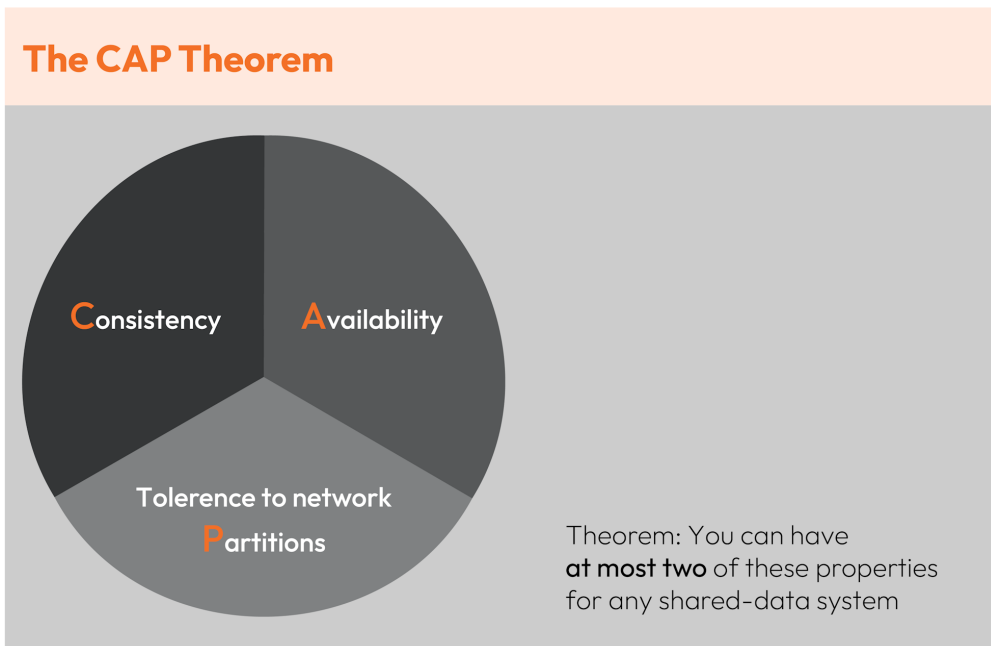 The CAP Theorem
Consistency
Availability
Tolerence to network
Partitions
Theorem: You can have
at most two of these properties
for any shared-data system